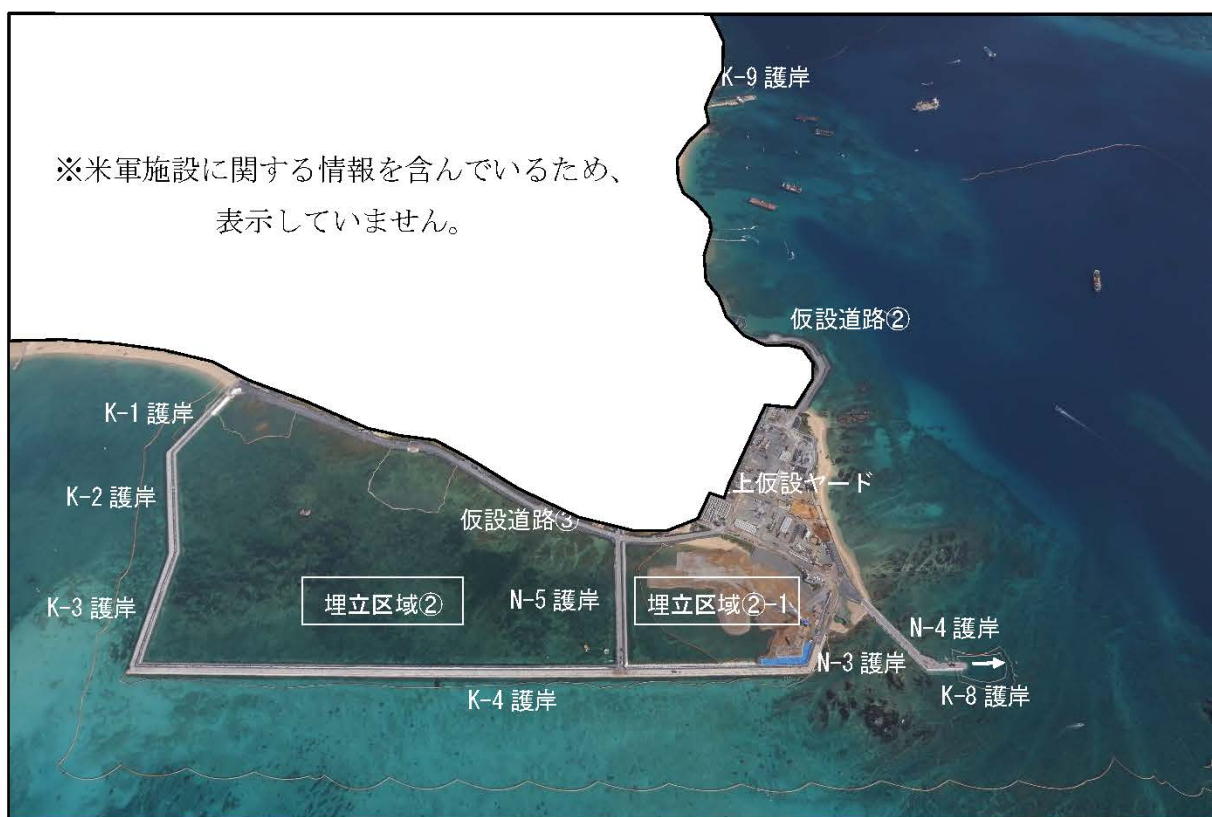 K-9 護岸
※米軍施設に関する情報を含んでいるため、
表示していません。
仮設道路②
K-1 護岸
K-2 護岸
上仮設ヤード
仮設道路③
K-3 護岸
埋立区域②
N-5 護岸
埋立区域②-1
N-4 護岸
N-3 護岸
K-4 護岸
K-8 護岸